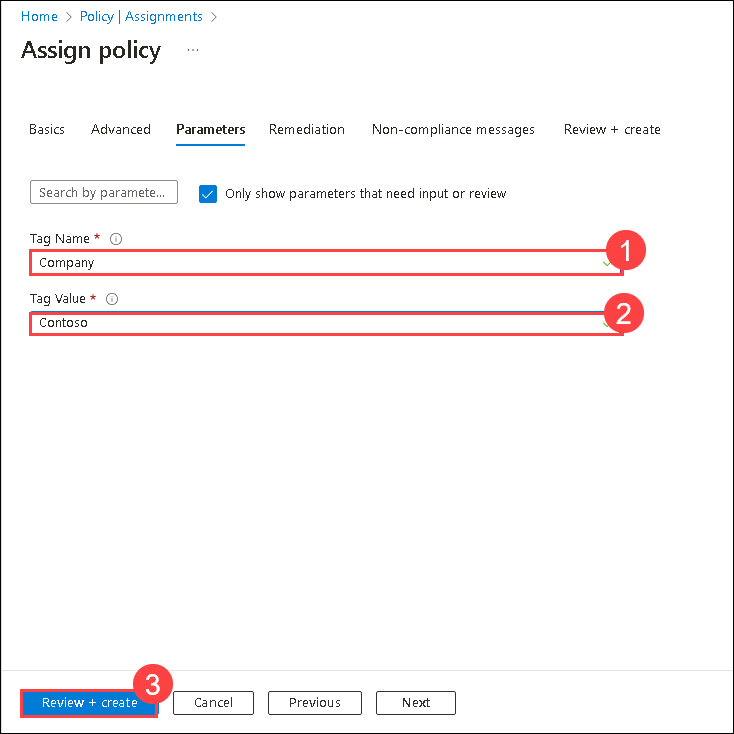 Home > Policy | Assignments >
Assign policy ...
Basics Advanced Parameters Remediation Non-compliance messages Review + create
Search by paramete... Only show parameters that need input or review
Tag Name *
Company 1
Tag Value *
Contoso 2
3
Review + create Cancel Previous Next